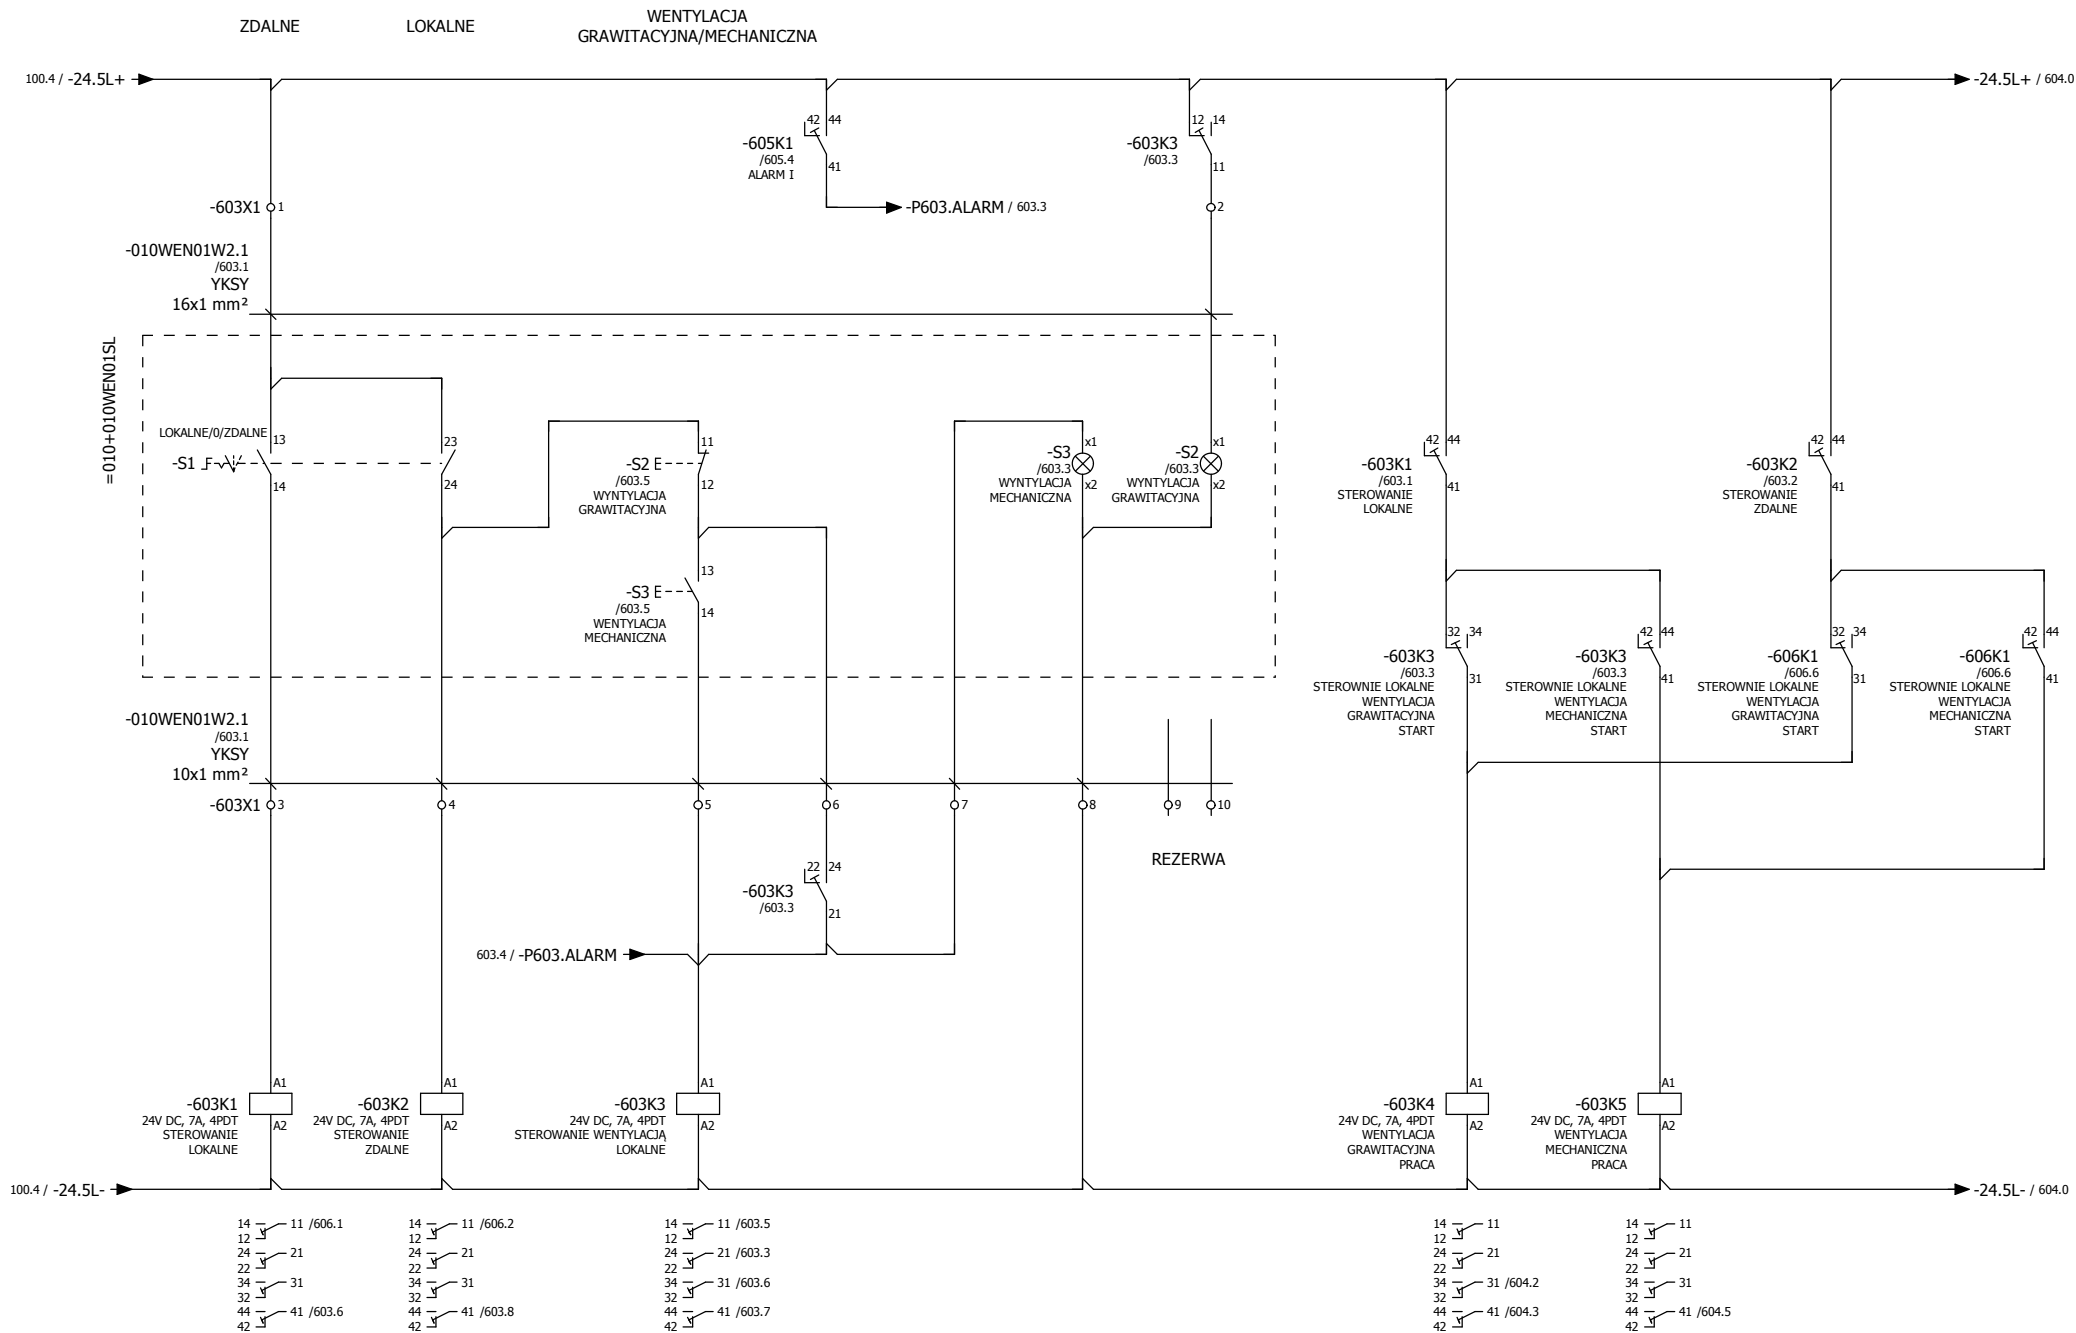 ZDALNE
LOKALNE
WENTYLACJA
GRAWITACYJNA/MECHANICZNA
100.4 / -24.5L+
-24.5L+ / 604.0
42 44
-605K1
/605.4
ALARM I
41
12 14
-603K3
/603.3
11
-603X1
1
-P603.ALARM / 603.3
2
-010WEN01W2.1
/603.1
YKSY
16x1 mm²
=010+010WEN01SL
LOKALNE/0/ZDALNE
13
-S1
14
23
24
11
-S2
/603.5
WYNTYLACJA
GRAWITACYJNA
12
13
-S3
/603.5
WENTYLACJA
MECHANICZNA
14
x1
-S3
/603.3
WYNTYLACJA
MECHANICZNA
x2
x1
-S2
/603.3
WYNTYLACJA
GRAWITACYJNA
x2
42 44
-603K1
/603.1
STEROWANIE
LOKALNE
41
42 44
-603K2
/603.2
STEROWANIE
ZDALNE
41
32 34
-603K3
/603.3
STEROWNIE LOKALNE
WENTYLACJA
GRAWITACYJNA
START
31
42 44
-603K3
/603.3
STEROWNIE LOKALNE
WENTYLACJA
MECHANICZNA
START
41
32 34
-606K1
/606.6
STEROWNIE LOKALNE
WENTYLACJA
GRAWITACYJNA
START
31
42 44
-606K1
/606.6
STEROWNIE LOKALNE
WENTYLACJA
MECHANICZNA
START
41
-010WEN01W2.1
/603.1
YKSY
10x1 mm²
-603X1
3
4
5
6
7
8
9
10
REZERWA
22 24
-603K3
/603.3
21
603.4 / -P603.ALARM
A1
-603K1
24V DC, 7A, 4PDT
STEROWANIE
LOKALNE
A2
A1
-603K2
24V DC, 7A, 4PDT
STEROWANIE
ZDALNE
A2
A1
-603K3
24V DC, 7A, 4PDT
STEROWANIE WENTYLACJĄ
LOKALNE
A2
A1
-603K4
24V DC, 7A, 4PDT
WENTYLACJA
GRAWITACYJNA
PRACA
A2
A1
-603K5
24V DC, 7A, 4PDT
WENTYLACJA
MECHANICZNA
PRACA
A2
100.4 / -24.5L-
-24.5L- / 604.0
14 11 /606.1
12
24 21
22
34 31
32
44 41 /603.6
42
14 11 /606.2
12
24 21
22
34 31
32
44 41 /603.8
42
14 11 /603.5
12
24 21 /603.3
22
34 31 /603.6
32
44 41 /603.7
42
14 11
12
24 21
22
34 31 /604.2
32
44 41 /604.3
42
14 11
12
24 21
22
34 31
32
44 41 /604.5
42